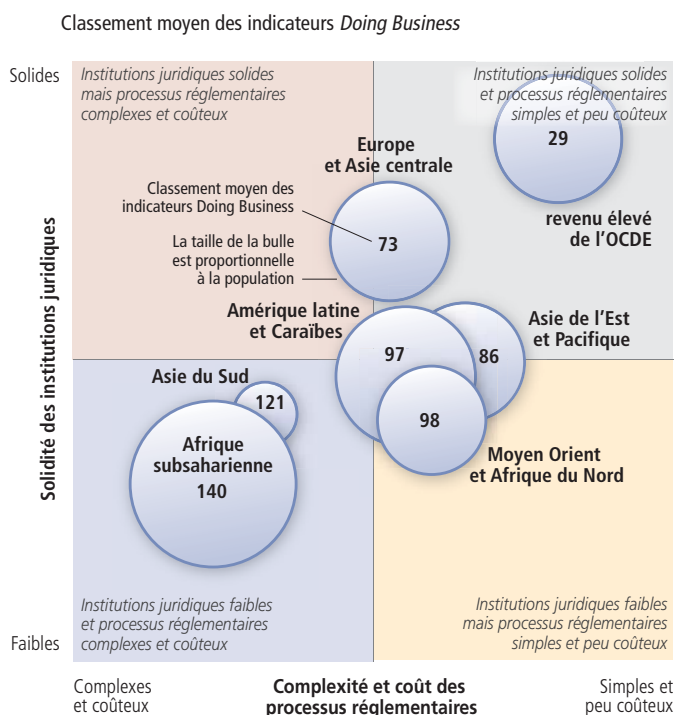 Classement moyen des indicateurs Doing Business
Solides
Institutions juridiques solides
mais processus réglementaires
complexes et coûteux
Institutions juridiques solides
et processus réglementaires
simples et peu coûteux
29
Europe
et Asie centrale
Classement moyen des
indicateurs Doing Business
73
revenu élevé
de l'OCDE
La taille de la bulle
est proportionnelle
à la population
Solidité des institutions juridiques
Amérique latine
et Caraïbes
Asie de l'Est
et Pacifique
97
86
Asie du Sud
121
98
Afrique
subsaharienne
140
Moyen Orient
et Afrique du Nord
Institutions juridiques faibles
et processus réglementaires
complexes et coûteux
Institutions juridiques faibles
mais processus réglementaires
simples et peu coûteux
Faibles
Complexes
et coûteux
Complexité et coût des
processus réglementaires
Simples et
peu coûteux